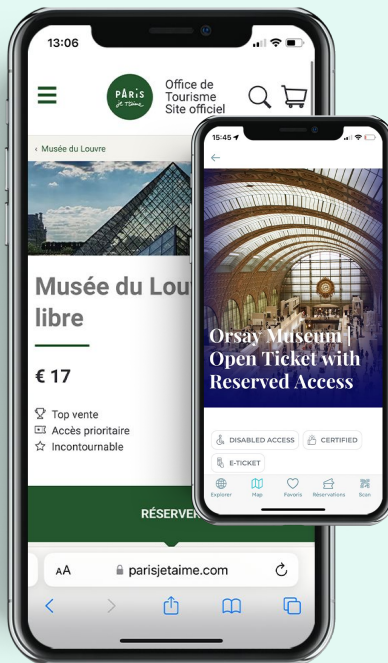 13:06
PARIS
je t'aime
Office de
Tourisme
Site officiel
‹ Musée du Louvre
Musée du Lou
libre
€ 17
Top vente
Accès prioritaire
Incontournable
RÉSERVER
AA
parisjetaime.com
15:45
Orsay Museum |
Open Ticket with
Reserved Access
DISABLED ACCESS
CERTIFIED
E-TICKET
Explorer
Map
Favoris
Réservations
Scan